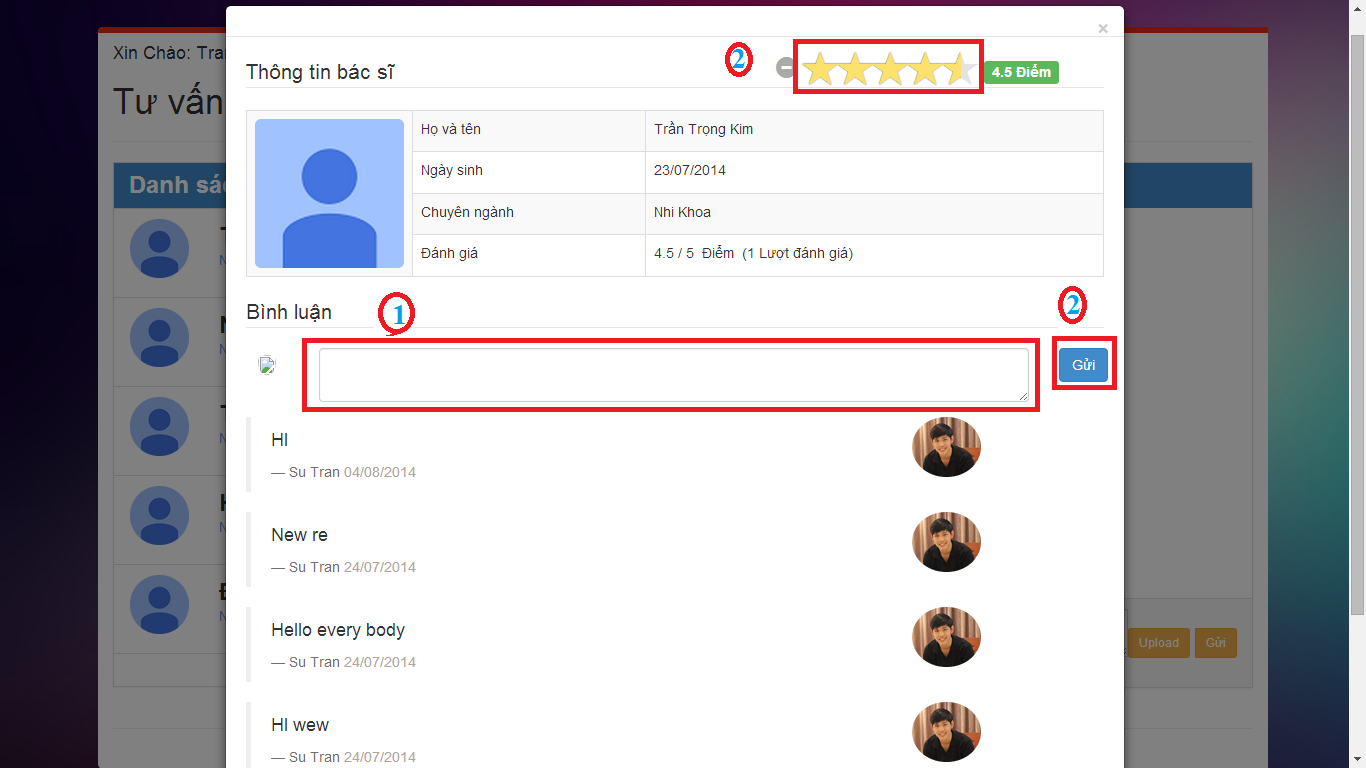 ×
Xin Chào: Tran
Tư vấn
Thông tin bác sĩ
2
4.5 Điểm
Họ và tên Trần Trọng Kim
Ngày sinh 23/07/2014
Chuyên ngành Nhi Khoa
Đánh giá 4.5 / 5 Điểm (1 Lượt đánh giá)
Danh sác
Bình luận
1
2
Gửi
HI
— Su Tran 04/08/2014
New re
— Su Tran 24/07/2014
Hello every body
— Su Tran 24/07/2014
HI wew
— Su Tran 24/07/2014
Upload Gửi